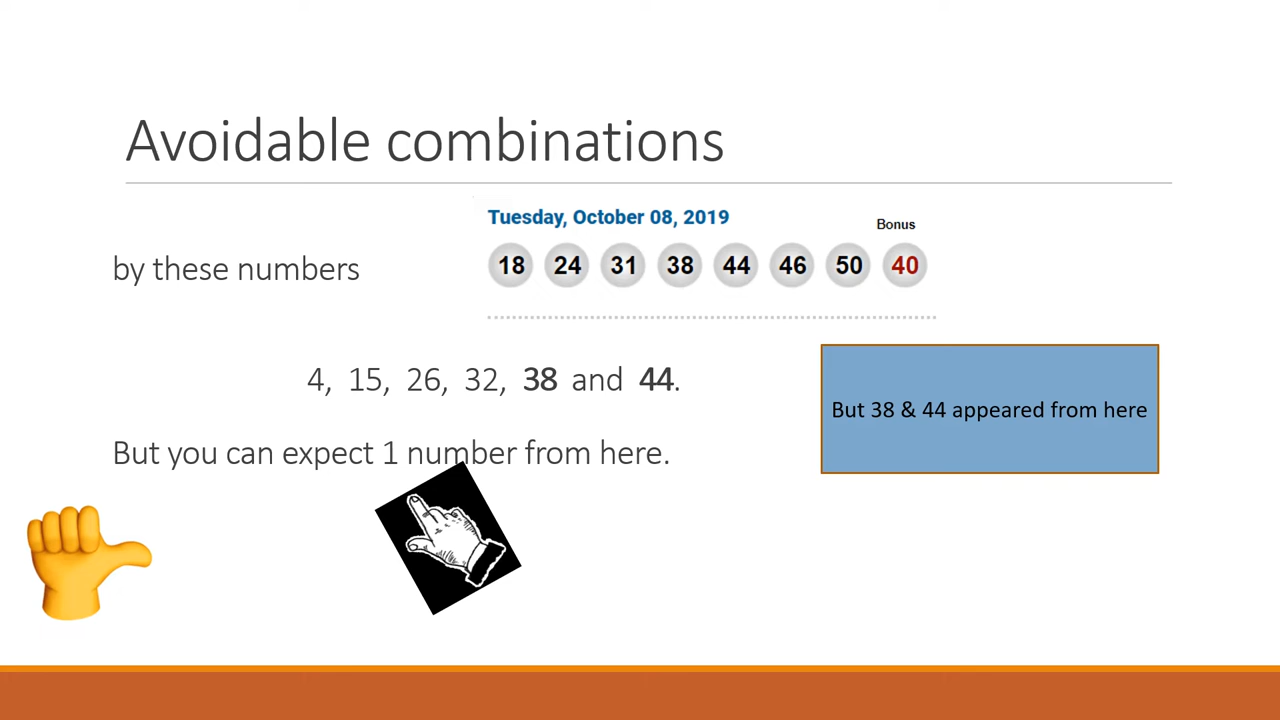 Avoidable combinations
Tuesday, October 08, 2019
Bonus
by these numbers
18 24 31 38 44 46 50 40
4, 15, 26, 32, 38 and 44.
But 38 & 44 appeared from here
But you can expect 1 number from here.